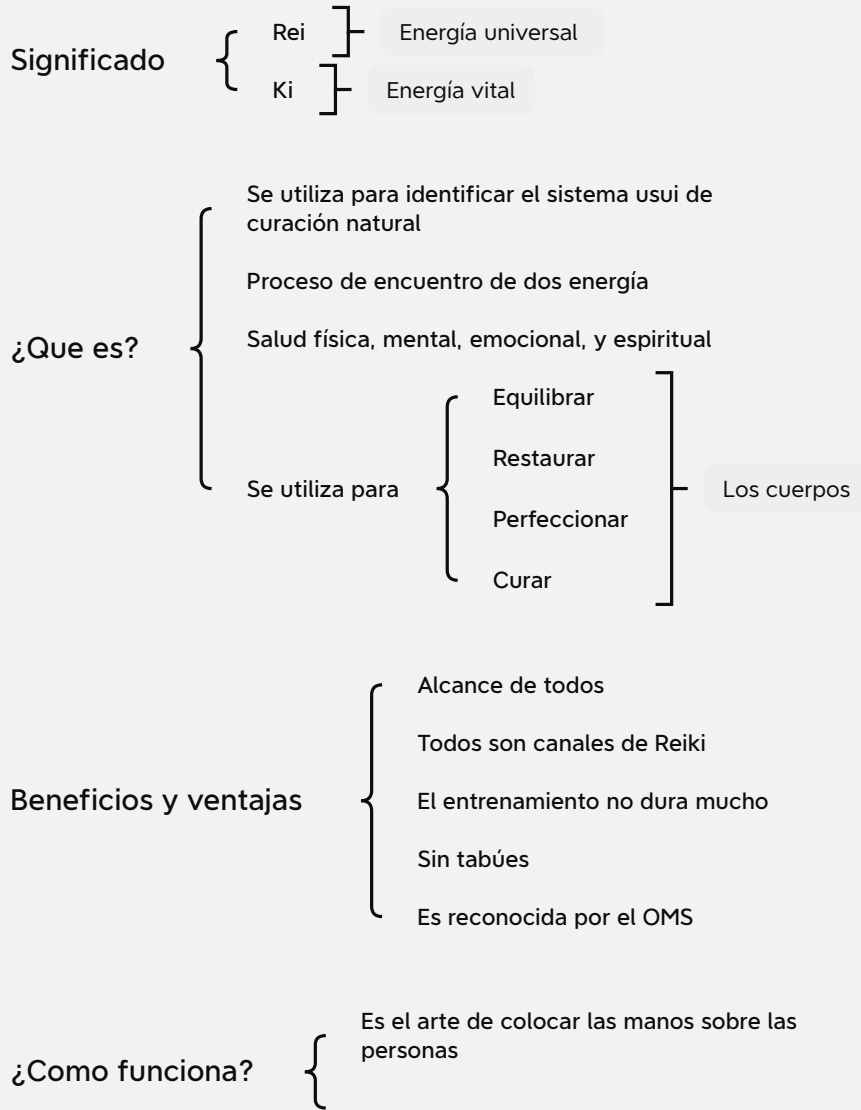 Significado
Rei
Energía universal
Ki
Energía vital
¿Que es?
Se utiliza para identificar el sistema usui de
curación natural
Proceso de encuentro de dos energía
Salud física, mental, emocional, y espiritual
Se utiliza para
Equilibrar
Restaurar
Perfeccionar
Curar
Los cuerpos
Beneficios y ventajas
Alcance de todos
Todos son canales de Reiki
El entrenamiento no dura mucho
Sin tabúes
Es reconocida por el OMS
¿Como funciona?
Es el arte de colocar las manos sobre las
personas